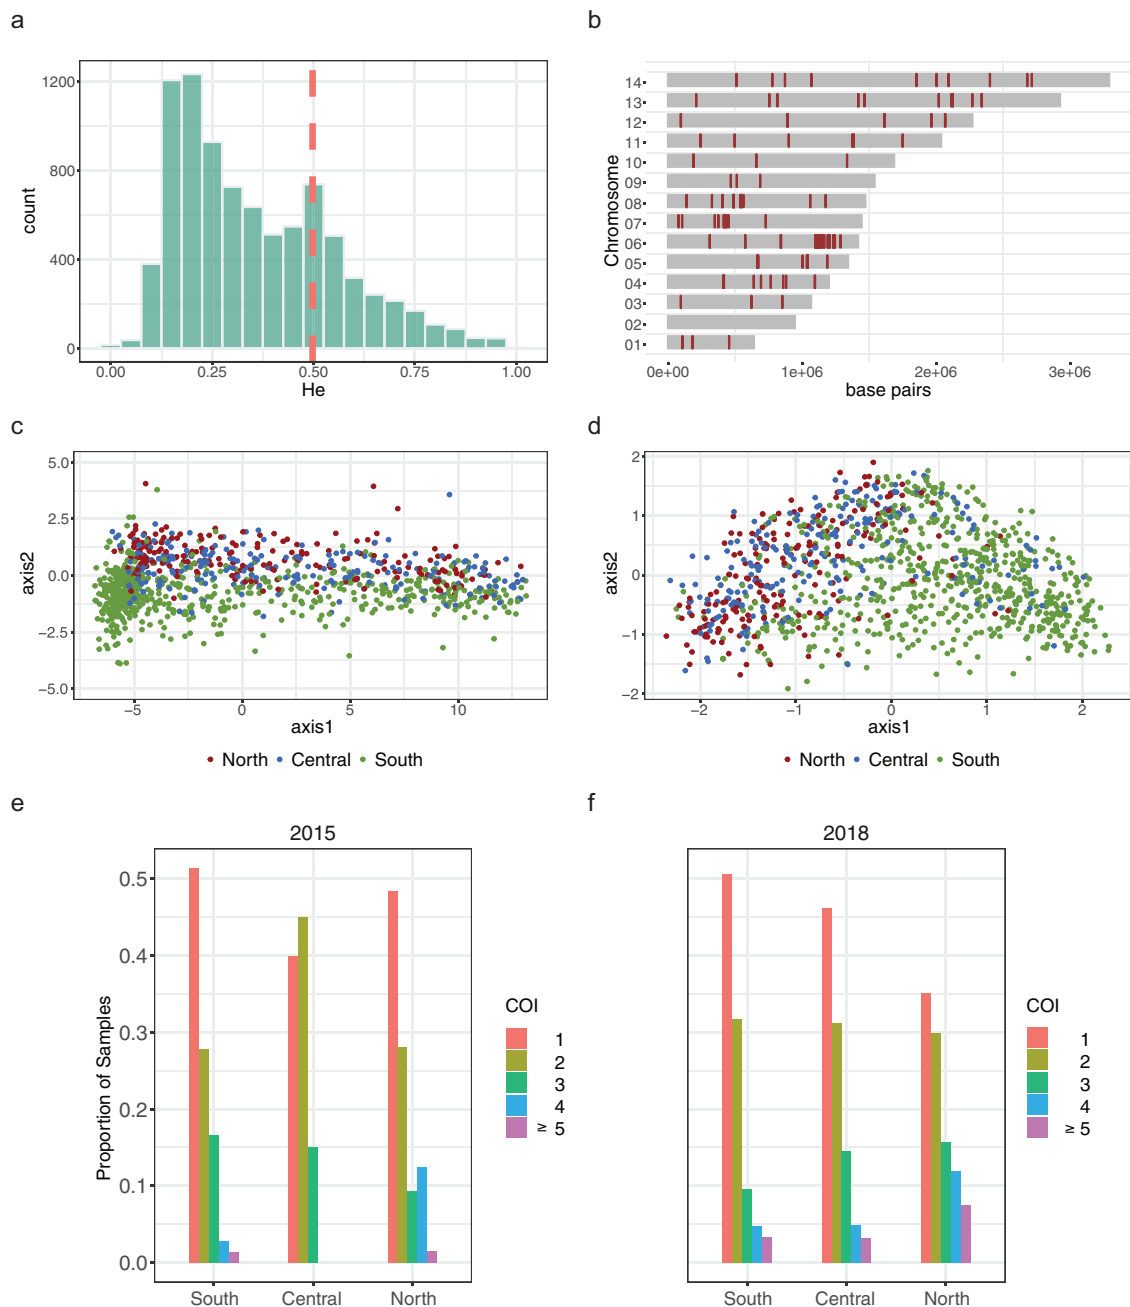 a
count
1200
800
400
0
0.00 0.25 0.50 0.75 1.00
He
b
Chromosome
14
13
12
11
10
09
08
07
06
05
04
03
02
01
0e+00 1e+06 2e+06 3e+06
base pairs
c
axis2
5.0
2.5
0.0
−2.5
−5.0
−5 0 5 10
axis1
North Central South
d
axis2
2
1
0
−1
−2
−2 −1 0 1 2
axis1
North Central South
e
2015
Proportion of Samples
0.5
0.4
0.3
0.2
0.1
0.0
South Central North
COI
1
2
3
4
≥ 5
f
2018
South Central North
COI
1
2
3
4
≥ 5